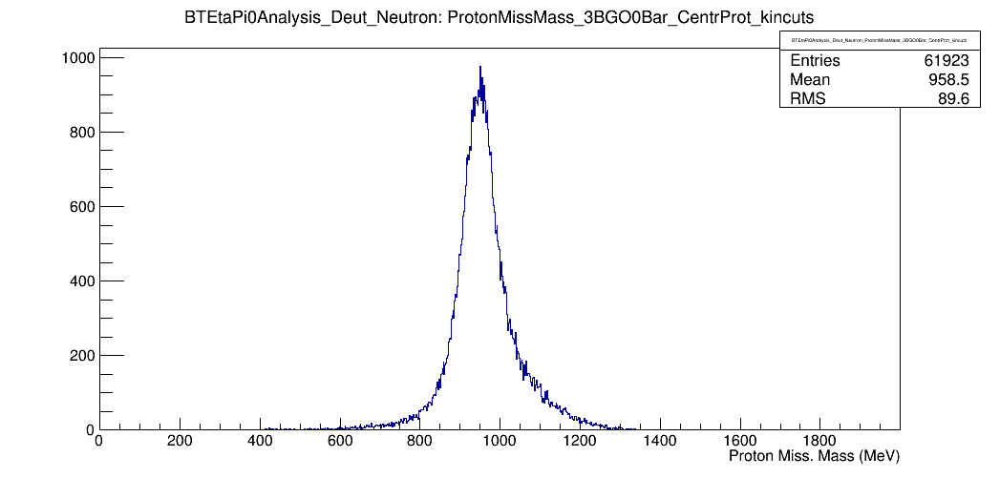 BTEtaPi0Analysis_Deut_Neutron: ProtonMissMass_3BGO0Bar_CentrProt_kincuts
BTEtaPi0Analysis_Deut_Neutron_ProtonMissMass_3BGO0Bar_CentrProt_kincuts
Entries 61923
Mean 958.5
RMS 89.6
1000
800
600
400
200
0
0 200 400 600 800 1000 1200 1400 1600 1800
Proton Miss. Mass (MeV)